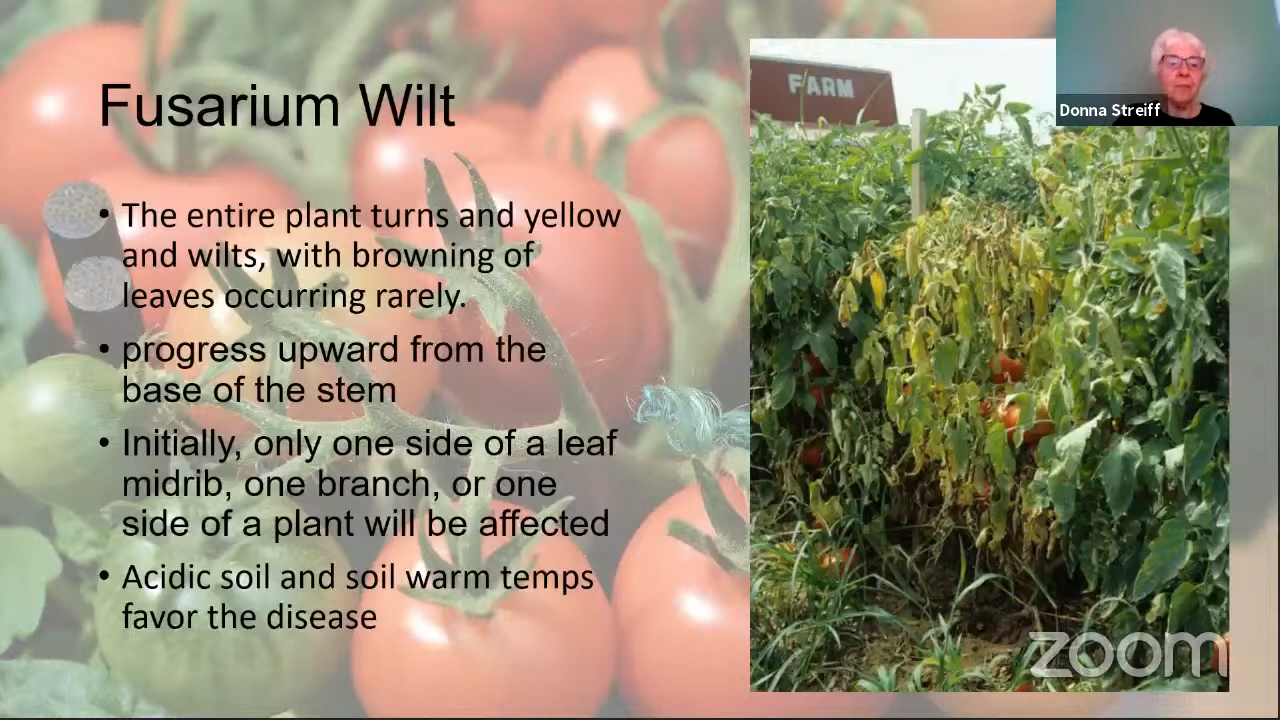 FARM
Donna Streiff
Fusarium Wilt
• The entire plant turns and yellow
and wilts, with browning of
leaves occurring rarely.
• progress upward from the
base of the stem
• Initially, only one side of a leaf
midrib, one branch, or one
side of a plant will be affected
• Acidic soil and soil warm temps
favor the disease
zoom